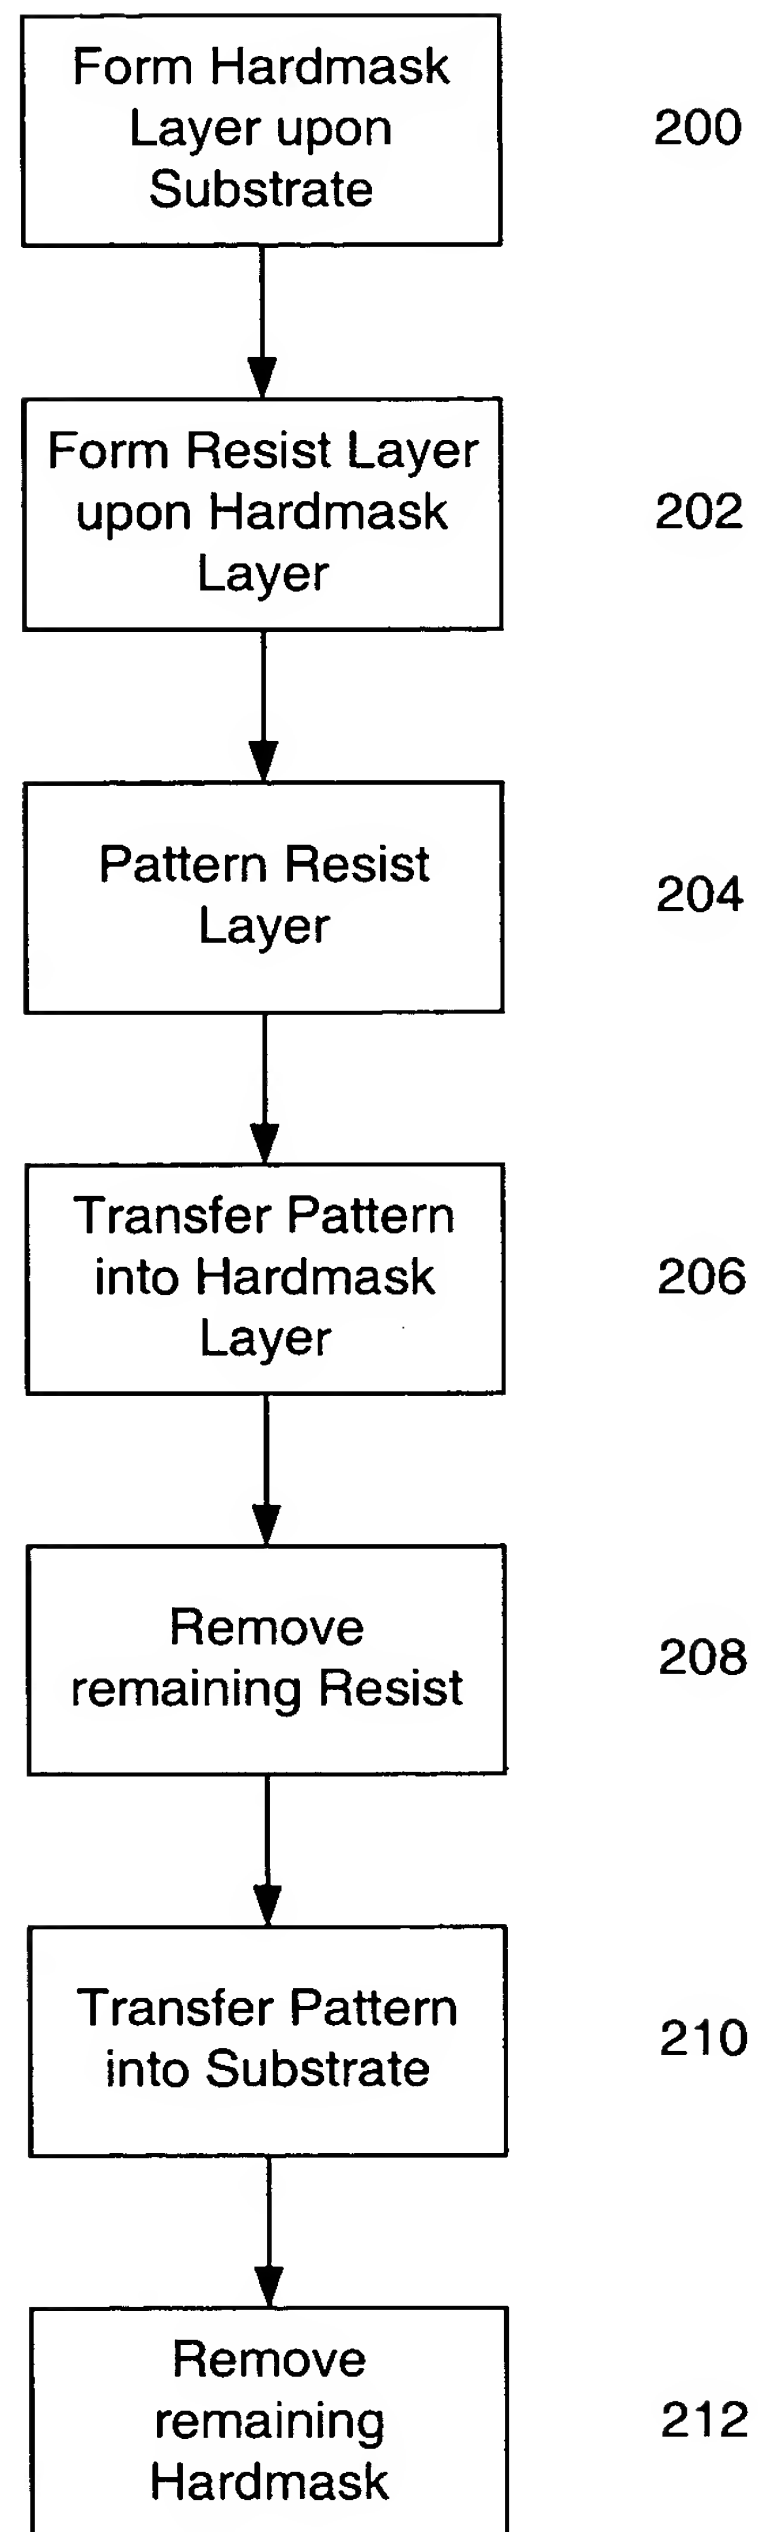 Form Hardmask
Layer upon
Substrate
200
Form Resist Layer
upon Hardmask
Layer
202
Pattern Resist
Layer
204
Transfer Pattern
into Hardmask
Layer
206
Remove
remaining Resist
208
Transfer Pattern
into Substrate
210
Remove
remaining
Hardmask
212